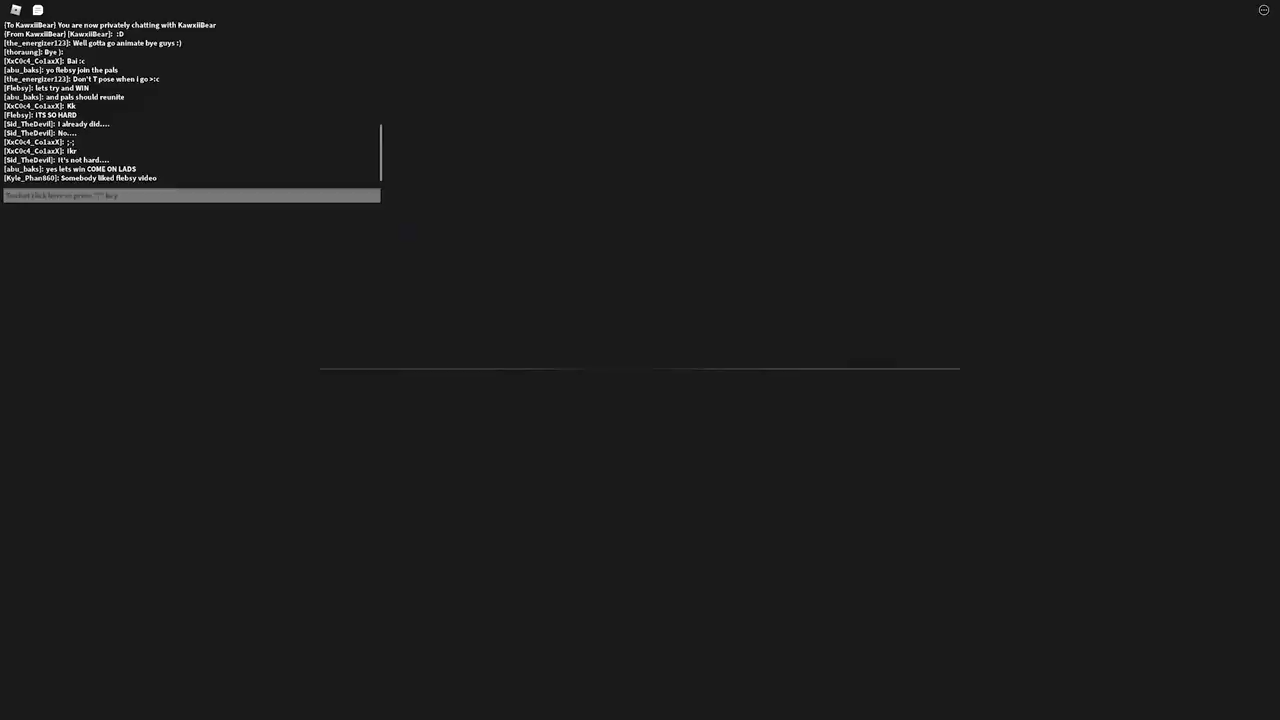 {To KawxiiBear} You are now privately chatting with KawxiiBear
{From KawxiiBear} [KawxiiBear]: :D
[the_energizer123]: Well gotta go animate bye guys :)
[thoraung]: Bye ):
[XxC0c4_Co1axX]: Bai :c
[abu_baks]: yo flebsy join the pals
[the_energizer123]: Don't T pose when i go >:c
[Flebsy]: lets try and WIN
[abu_baks]: and pals should reunite
[XxC0c4_Co1axX]: Kk
[Flebsy]: ITS SO HARD
[Sid_TheDevil]: I already did....
[Sid_TheDevil]: No....
[XxC0c4_Co1axX]: ;-;
[XxC0c4_Co1axX]: Ikr
[Sid_TheDevil]: It's not hard....
[abu_baks]: yes lets win COME ON LADS
[Kyle_Phan860]: Somebody liked flebsy video